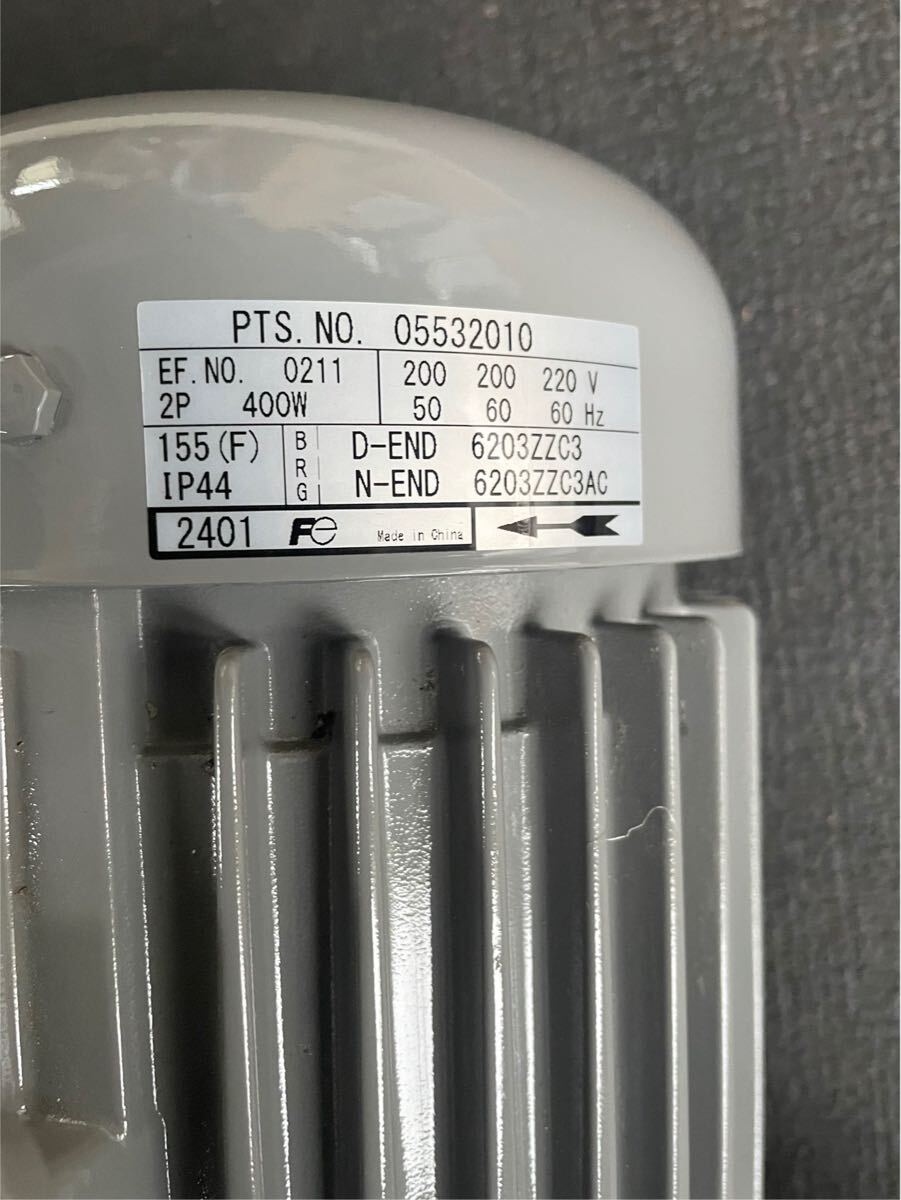 PTS. NO. 05532010
EF. NO. 0211 200 200 220 V
2P 400W 50 60 60 Hz
155(F) BRG D-END 6203ZZC3
IP44 N-END 6203ZZC3AC
2401 Fe Made in China